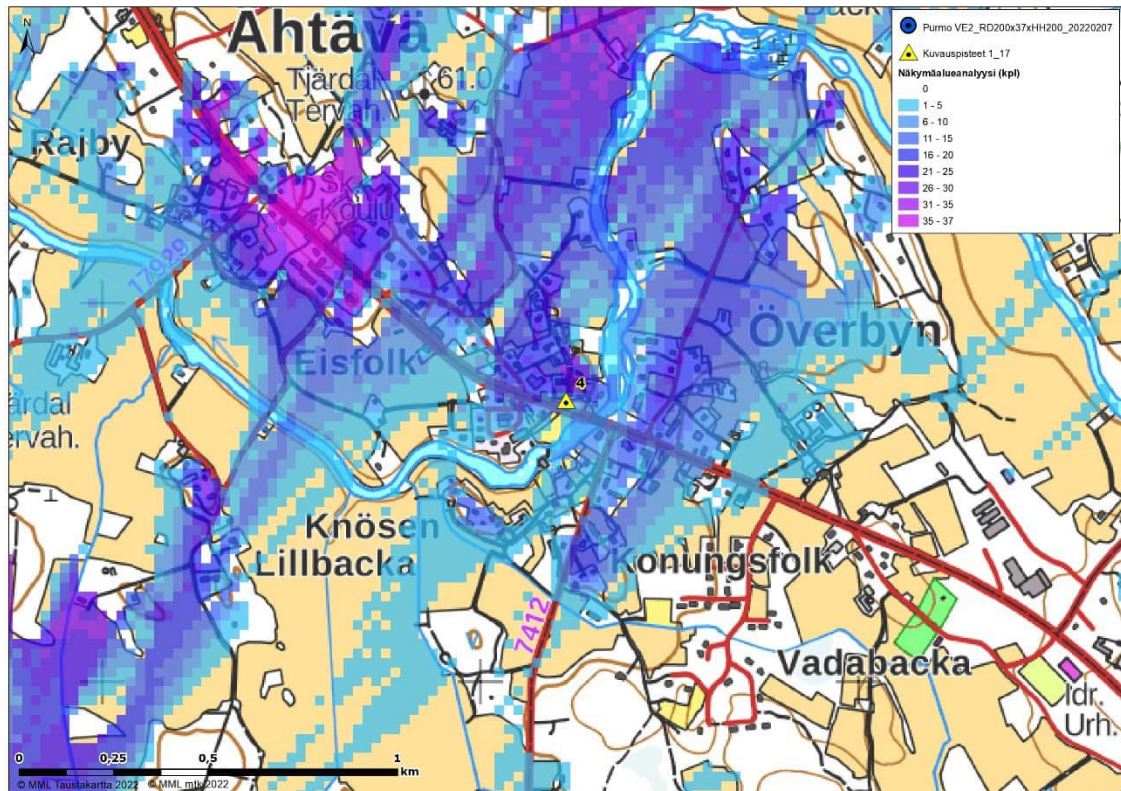 N
Ahtävä
Tjärdal
Tervah.
61.0
Rajby
Sk.
Koulu
17929
Eisfolk
Överbyn
4
ärdal
ervah.
Knösen
Lillbacka
Konungsfolk
7412
Vadabacka
Idr.
Urh.
Purmo VE2_RD200x37xHH200_20220207
Kuvauspisteet 1_17
Näkymäalueanalyysi (kpl)
0
1 - 5
6 - 10
11 - 15
16 - 20
21 - 25
26 - 30
31 - 35
35 - 37
0 0,25 0,5 1
km
© MML Taustakartta 2022 © MML mtk 2022